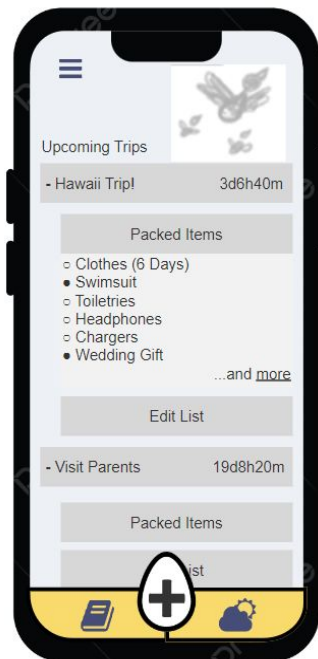 Upcoming Trips
- Hawaii Trip! 3d6h40m
Packed Items
○ Clothes (6 Days)
● Swimsuit
○ Toiletries
○ Headphones
○ Chargers
● Wedding Gift
...and more
Edit List
- Visit Parents 19d8h20m
Packed Items
ist